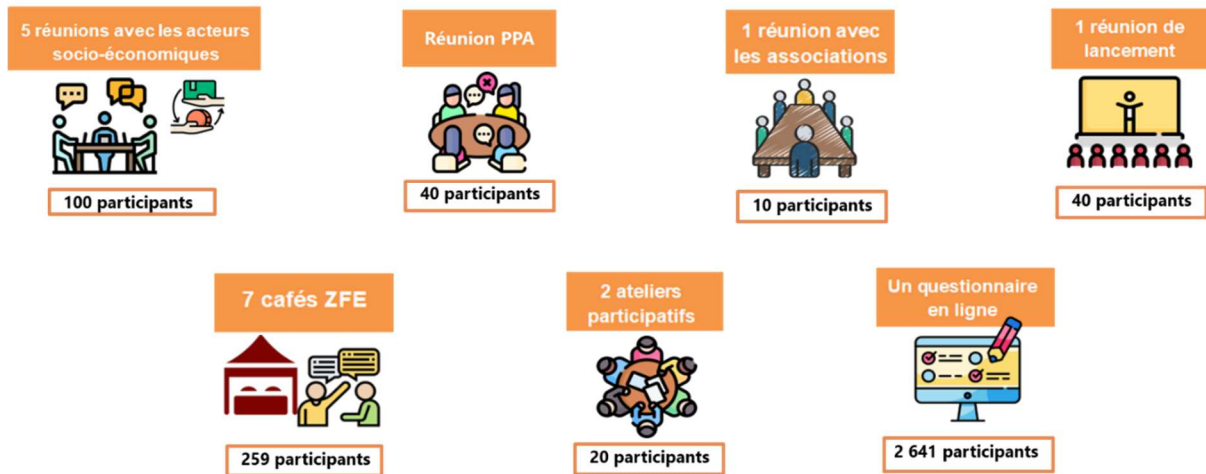 5 réunions avec les acteurs
socio-économiques
100 participants
Réunion PPA
40 participants
1 réunion avec
les associations
10 participants
1 réunion de
lancement
40 participants
7 cafés ZFE
259 participants
2 ateliers
participatifs
20 participants
Un questionnaire
en ligne
2 641 participants